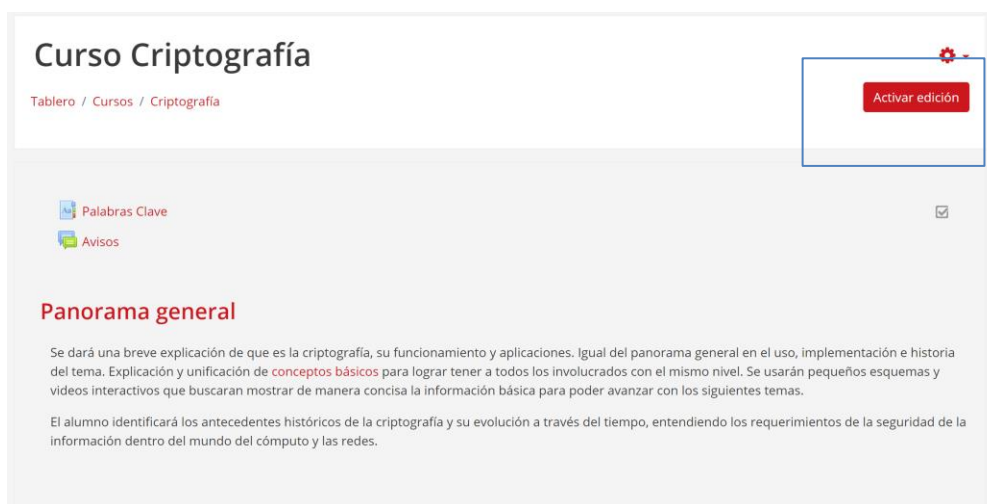 Curso Criptografía
Tablero / Cursos / Criptografía
Activar edición
Palabras Clave
Avisos
Panorama general
Se dará una breve explicación de que es la criptografía, su funcionamiento y aplicaciones. Igual del panorama general en el uso, implementación e historia
del tema. Explicación y unificación de conceptos básicos para lograr tener a todos los involucrados con el mismo nivel. Se usarán pequeños esquemas y
videos interactivos que buscaran mostrar de manera concisa la información básica para poder avanzar con los siguientes temas.
El alumno identificará los antecedentes históricos de la criptografía y su evolución a través del tiempo, entendiendo los requerimientos de la seguridad de la
información dentro del mundo del cómputo y las redes.